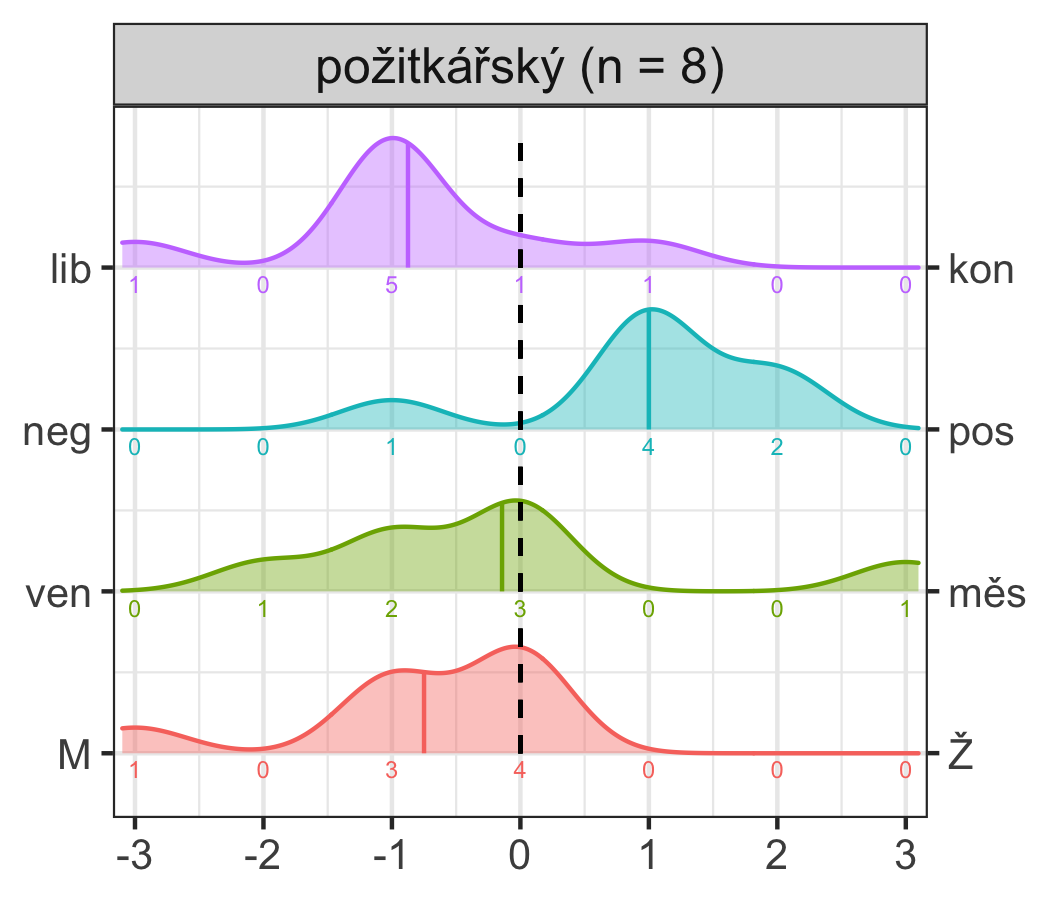 požitkářský (n = 8)
lib kon
1 0 5 1 1 0 0
neg pos
0 0 1 0 4 2 0
ven měs
0 1 2 3 0 0 1
M Ž
1 0 3 4 0 0 0
-3 -2 -1 0 1 2 3